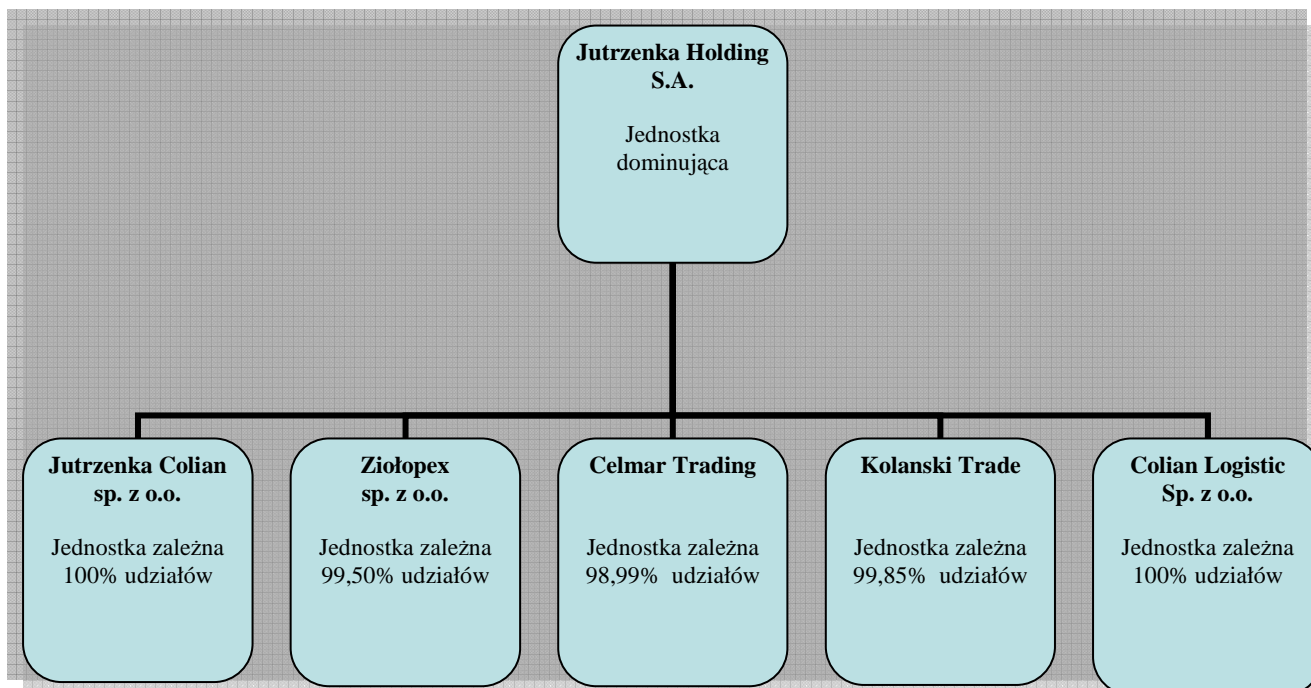 Jutrzenka Holding
S.A.
Jednostka
dominująca
Jutrzenka Colian
sp. z o.o.
Jednostka zależna
100% udziałów
Ziołopex
sp. z o.o.
Jednostka zależna
99,50% udziałów
Celmar Trading
Jednostka zależna
98,99% udziałów
Kolanski Trade
Jednostka zależna
99,85% udziałów
Colian Logistic
Sp. z o.o.
Jednostka zależna
100% udziałów